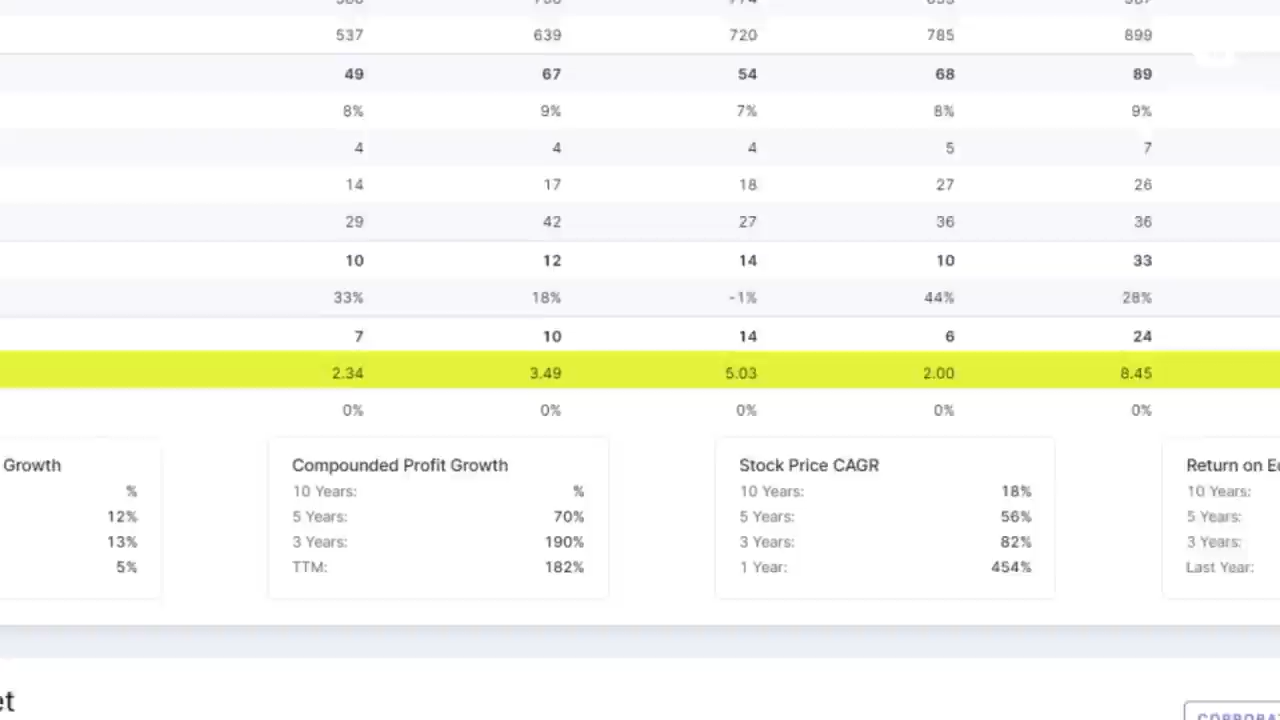 537 639 720 785 899
49 67 54 68 89
8% 9% 7% 8% 9%
4 4 4 5 7
14 17 18 27 26
29 42 27 36 36
10 12 14 10 33
33% 18% -1% 44% 28%
7 10 14 6 24
2.34 3.49 5.03 2.00 8.45
0% 0% 0% 0% 0%
Growth
%
12%
13%
5%
Compounded Profit Growth
10 Years: %
5 Years: 70%
3 Years: 190%
TTM: 182%
Stock Price CAGR
10 Years: 18%
5 Years: 56%
3 Years: 82%
1 Year: 454%
Return on
10 Years:
5 Years:
3 Years:
Last Year:
et